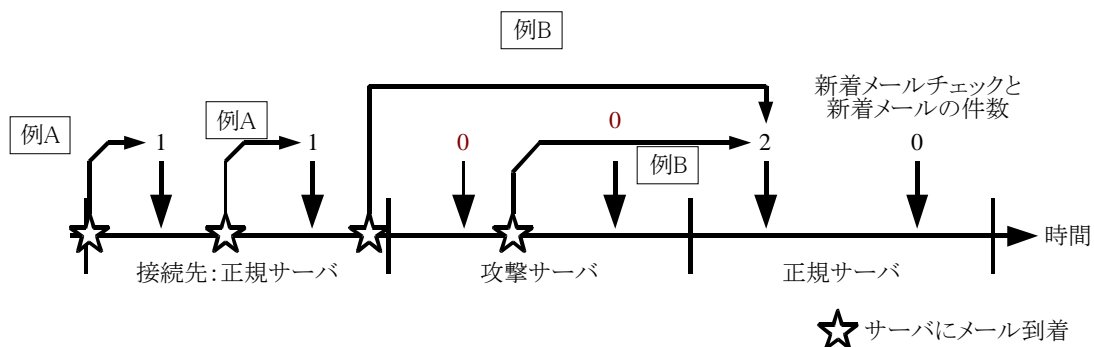 例B
新着メールチェックと
新着メールの件数
例A
例A
1
1
0
0
2
0
例B
時間
接続先:正規サーバ
攻撃サーバ
正規サーバ
サーバにメール到着